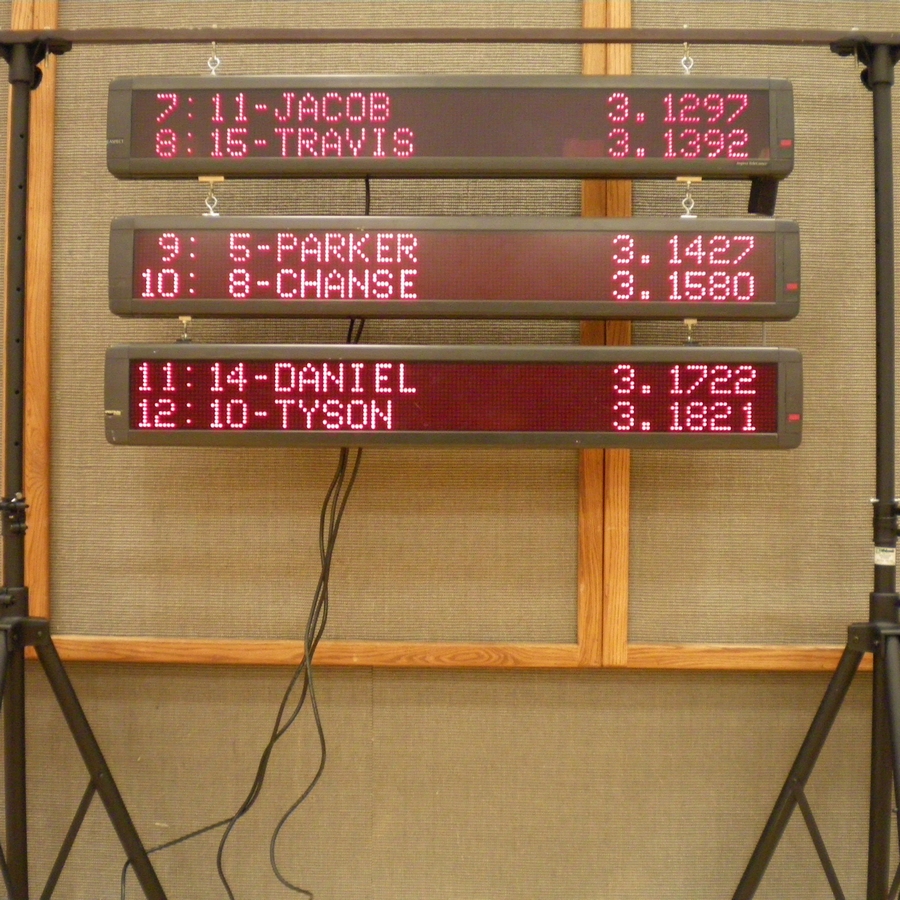 7: 11-JACOB 3.1297
8: 15-TRAVIS 3.1392
9: 5-PARKER 3.1427
10: 8-CHANSE 3.1580
11: 14-DANIEL 3.1722
12: 10-TYSON 3.1821